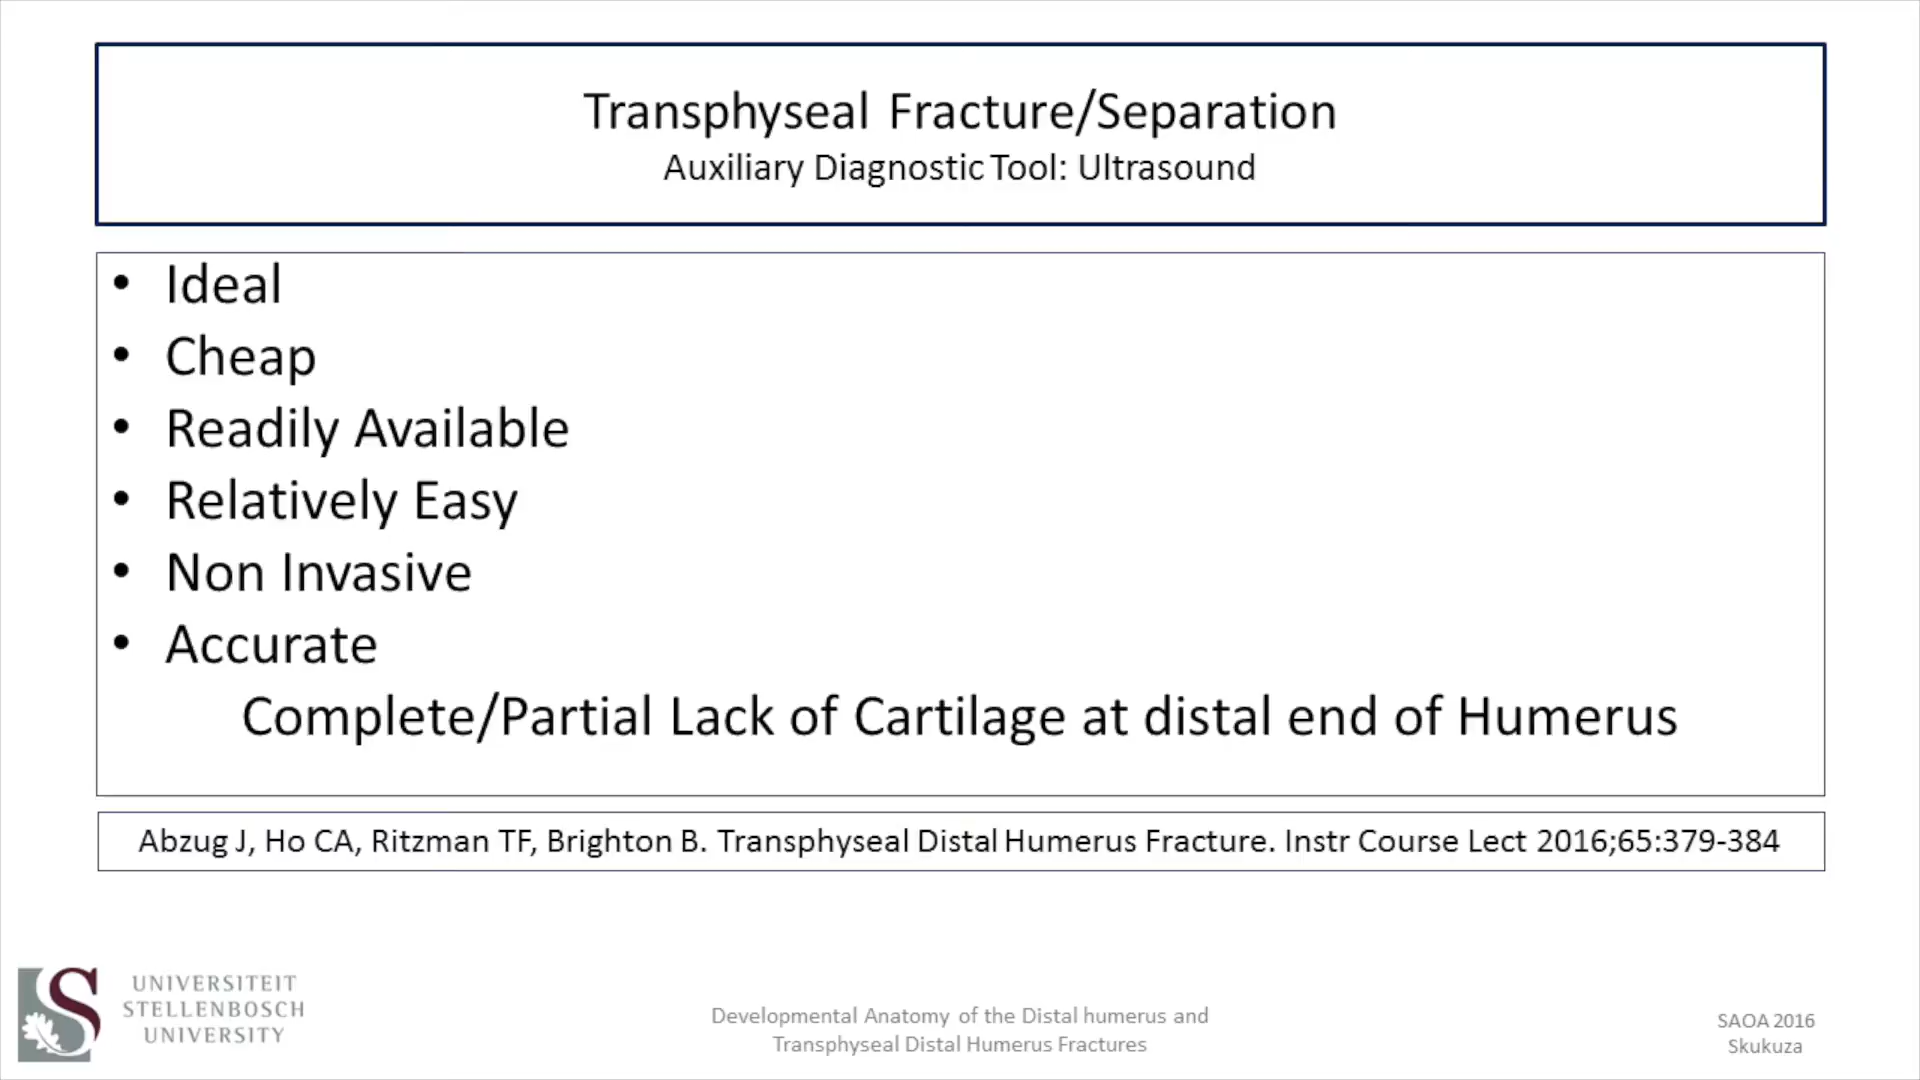 Transphyseal Fracture/Separation
Auxiliary Diagnostic Tool: Ultrasound
• Ideal
• Cheap
• Readily Available
• Relatively Easy
• Non Invasive
• Accurate
Complete/Partial Lack of Cartilage at distal end of Humerus
Abzug J, Ho CA, Ritzman TF, Brighton B. Transphyseal Distal Humerus Fracture. Instr Course Lect 2016;65:379-384
UNIVERSITEIT
STELLENBOSCH
UNIVERSITY
Developmental Anatomy of the Distal humerus and
Transphyseal Distal Humerus Fractures
SAOA 2016
Skukuza